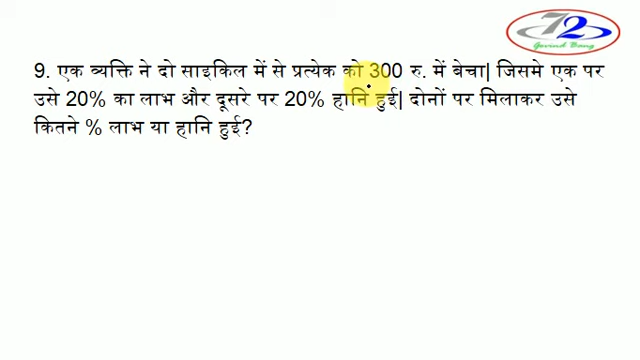 72
Govind Bang
9. एक व्यक्ति ने दो साइकिल में से प्रत्येक को 300 रु. में बेचा| जिसमे एक पर
उसे 20% का लाभ और दूसरे पर 20% हानि हुई| दोनों पर मिलाकर उसे
कितने % लाभ या हानि हुई?